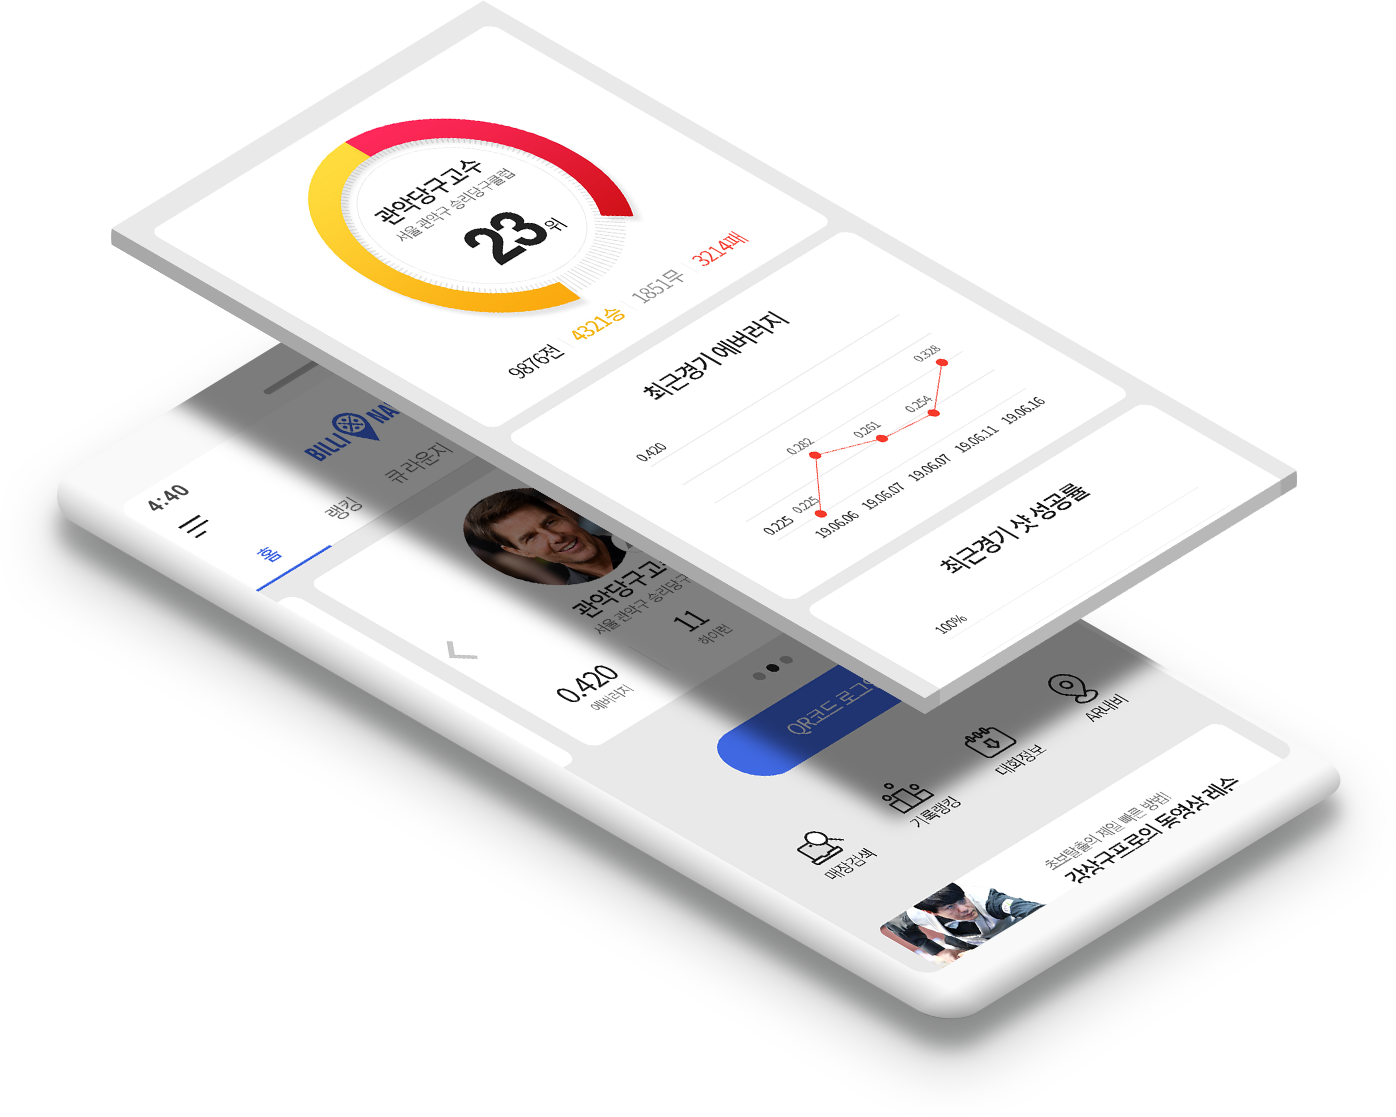 관악당구고수
서울 관악구 승리당구클럽
23위
9876전 4321승 1851무 3214패
최근경기 에버러지
0.420
0.225
0.225
0.282
0.261
0.254
0.328
19.06.06 19.06.07 19.06.07 19.06.11 19.06.16
최근경기 샷 성공률
100%
4:40
BILLI NA
홈 랭킹 큐라운지
관악당구고
서울 관악구 승리당구
0.420
에버러지
11
하이런
QR코드 로그
매장검색
기록랭킹
대회정보
AR내비
초보탈출의 제일 빠른 방법!
강상구프로의 동영상 레슨